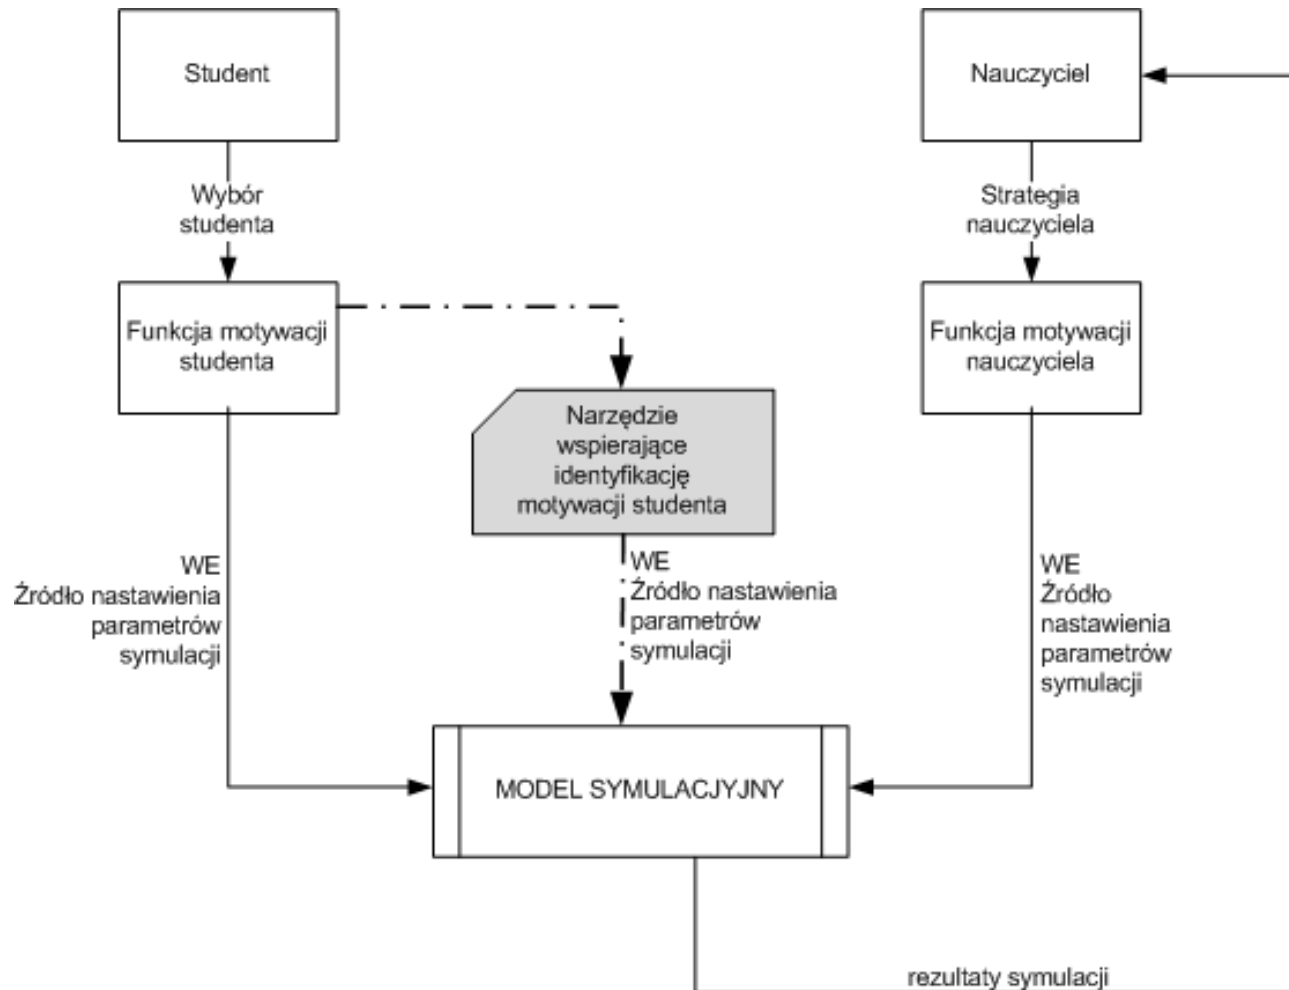 Student
Nauczyciel
Wybór
studenta
Strategia
nauczyciela
Funkcja motywacji
studenta
Funkcja motywacji
nauczyciela
Narzędzie
wspierające
identyfikację
motywacji studenta
WE
Źródło nastawienia
parametrów
symulacji
WE
Źródło nastawienia
parametrów
symulacji
WE
Źródło
nastawienia
parametrów
symulacji
MODEL SYMULACJYJNY
rezultaty symulacji